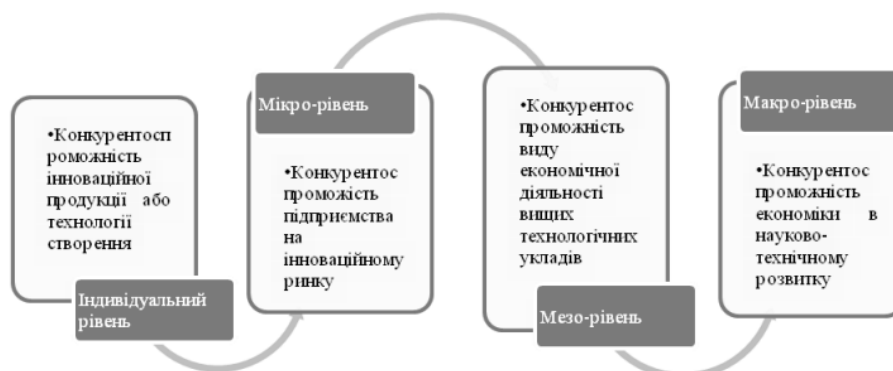 •Конкурентосп
роможність
інноваційної
продукції або
технології
створення
Індивідуальний
рівень
Мікро-рівень
•Конкурентос
проможість
підприємства
на
інноваційному
ринку
•Конкурентос
проможність
виду
економічної
діяльності
вищих
технологічних
укладів
Мезо-рівень
Макро-рівень
•Конкурентос
проможність
економіки в
науково-
технічному
розвитку